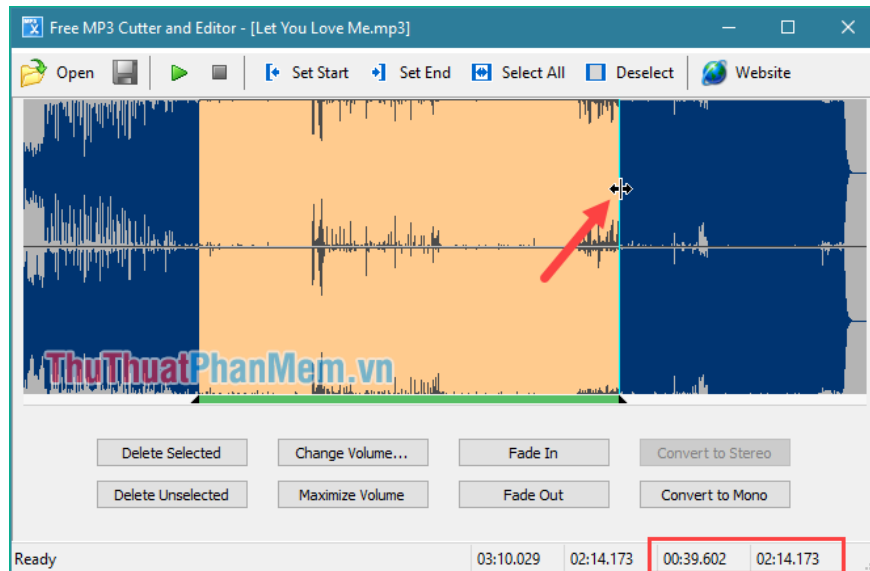 Free MP3 Cutter and Editor - [Let You Love Me.mp3]
Open Set Start Set End Select All Deselect Website
ThuThuatPhanMem.vn
Delete Selected Change Volume... Fade In Convert to Stereo
Delete Unselected Maximize Volume Fade Out Convert to Mono
Ready 03:10.029 02:14.173 00:39.602 02:14.173